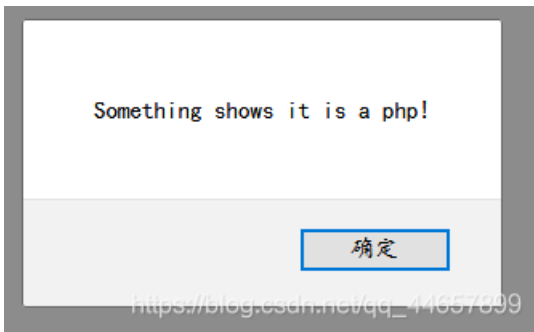 Something shows it is a php!
确定
https://blog.csdn.net/qq_44657899